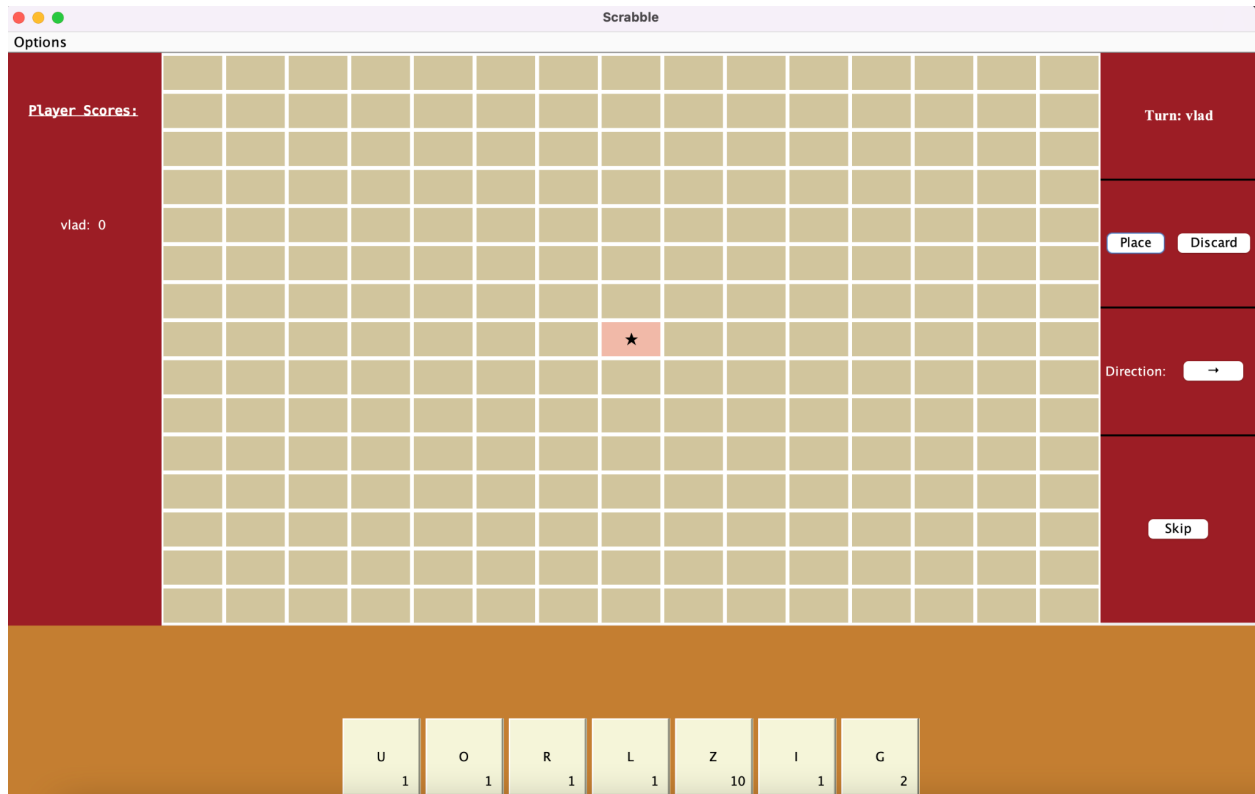 Scrabble
Options
Player Scores:
vlad: 0
★
Turn: vlad
Place Discard
Direction: →
Skip
U O R L Z I G
1 1 1 1 10 1 2